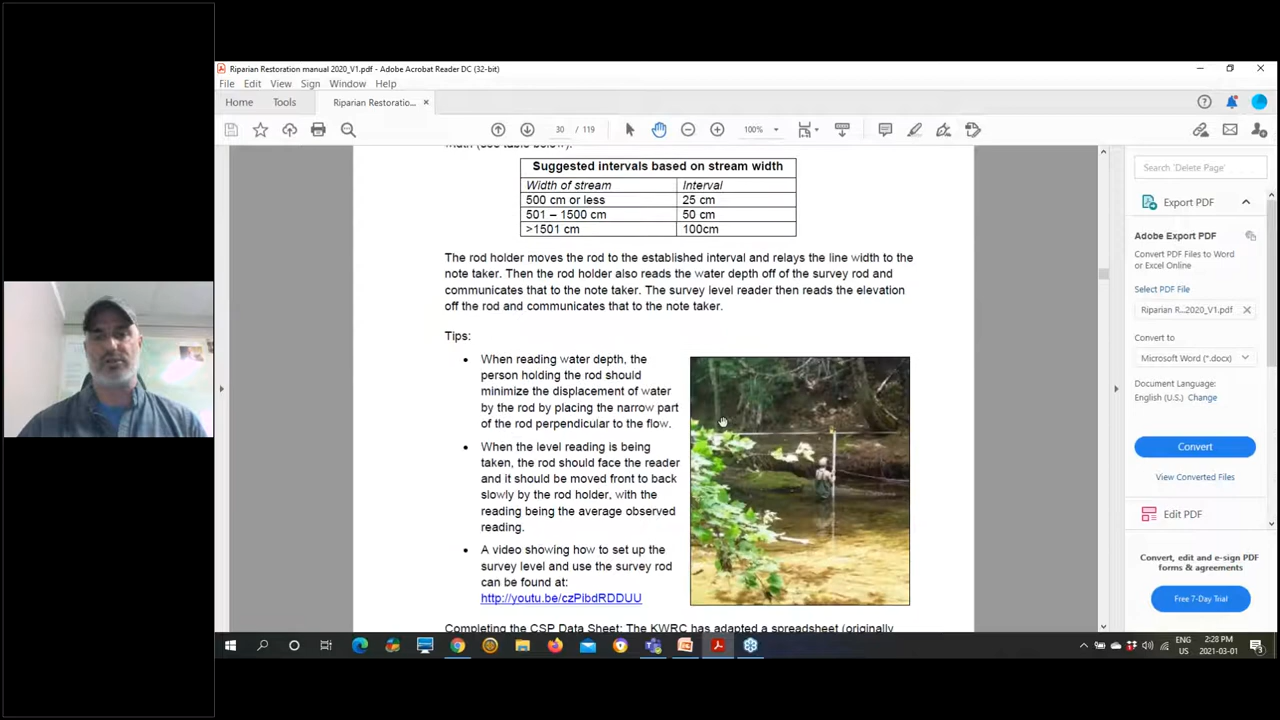 Riparian Restoration manual 2020_V1.pdf - Adobe Acrobat Reader DC (32-bit)
File Edit View Sign Window Help
Home Tools Riparian Restoratio... ×
30 / 119 100%
Search 'Delete Page'
Suggested intervals based on stream width
Width of stream Interval
500 cm or less 25 cm
501 – 1500 cm 50 cm
>1501 cm 100cm
The rod holder moves the rod to the established interval and relays the line width to the
note taker. Then the rod holder also reads the water depth off of the survey rod and
communicates that to the note taker. The survey level reader then reads the elevation
off the rod and communicates that to the note taker.
Tips:
• When reading water depth, the
person holding the rod should
minimize the displacement of water
by the rod by placing the narrow part
of the rod perpendicular to the flow.
• When the level reading is being
taken, the rod should face the reader
and it should be moved front to back
slowly by the rod holder, with the
reading being the average observed
reading.
• A video showing how to set up the
survey level and use the survey rod
can be found at:
http://youtu.be/czPibdRDDUU
Completing the CSP Data Sheet: The KWRC has adapted a spreadsheet (originally
Export PDF
Adobe Export PDF
Convert PDF Files to Word
or Excel Online
Select PDF File
Riparian R...2020_V1.pdf ×
Convert to
Microsoft Word (*.docx)
Document Language:
English (U.S.) Change
Convert
View Converted Files
Edit PDF
Convert, edit and e-sign PDF
forms & agreements
Free 7-Day Trial
ENG
US
2:28 PM
2021-03-01
3